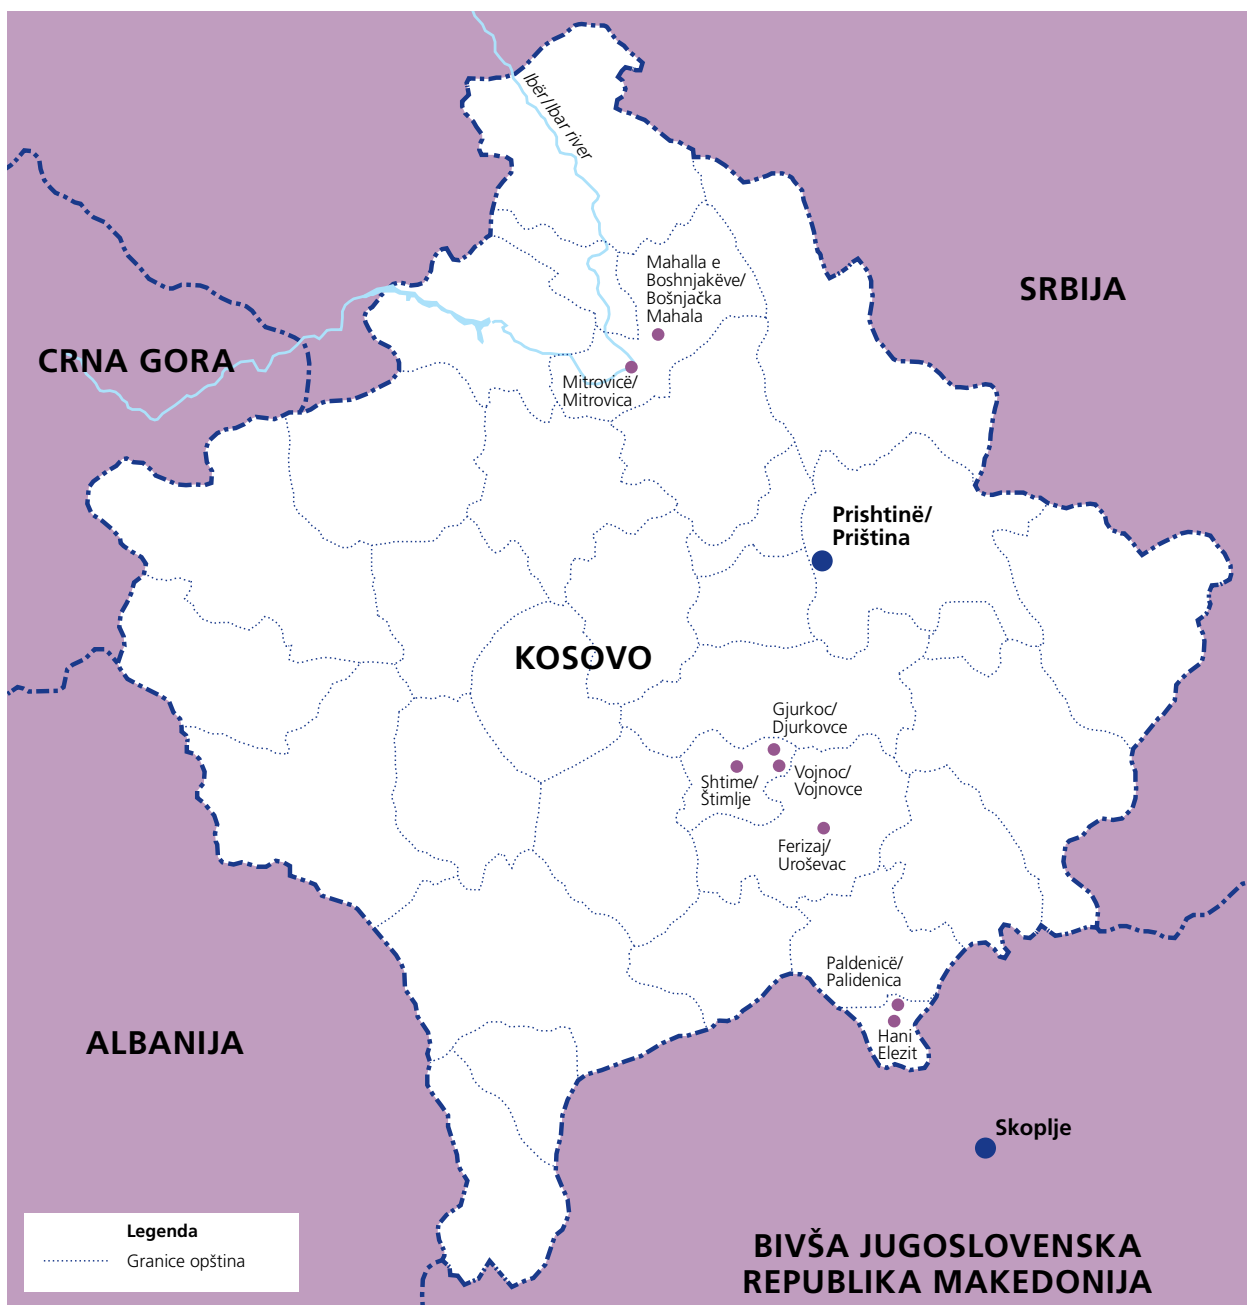 Ibër/Ibar river
Mahalla e
Boshnjakëve/
Bošnjačka
Mahala
SRBIJA
CRNA GORA
Mitrovicë/
Mitrovica
Prishtinë/
Priština
KOSOVO
Gjurkoc/
Djurkovce
Shtime/
Štimlje
Vojnoc/
Vojnovce
Ferizaj/
Uroševac
Paldenicë/
Palidenica
Hani
Elezit
ALBANIJA
Skoplje
Legenda
Granice opština
BIVŠA JUGOSLOVENSKA
REPUBLIKA MAKEDONIJA